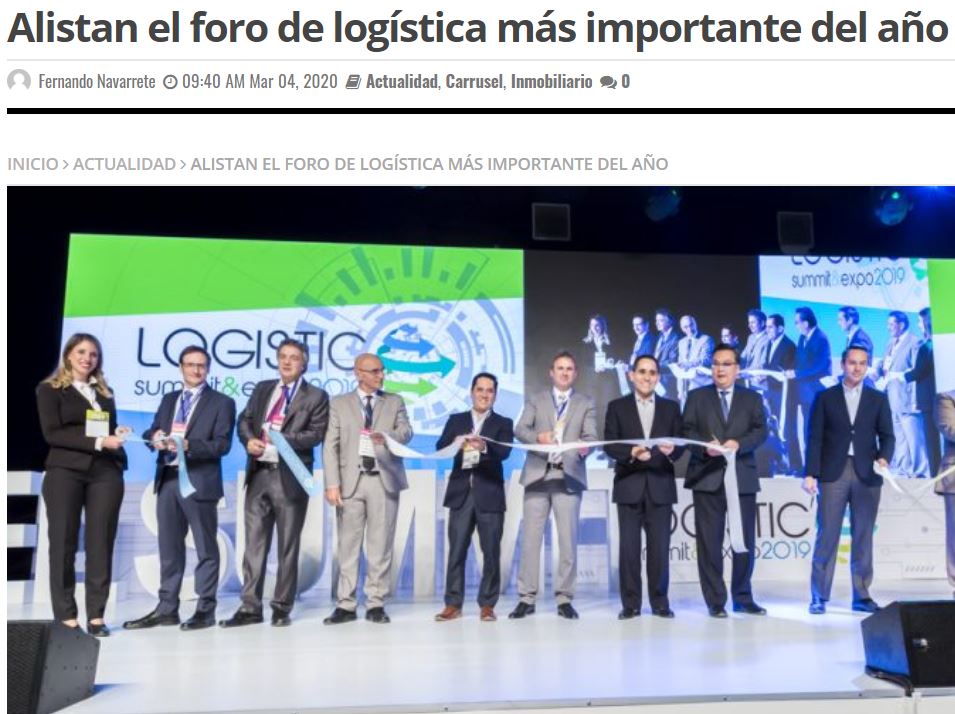 Alistan el foro de logística más importante del año
Fernando Navarrete 09:40 AM Mar 04, 2020 Actualidad, Carrusel, Inmobiliario 0
INICIO > ACTUALIDAD > ALISTAN EL FORO DE LOGÍSTICA MÁS IMPORTANTE DEL AÑO
LOGISTIC
summit&expo2019
LOGISTIC
summit&expo2019
SUMMIT
LOGISTIC
summit&expo2019